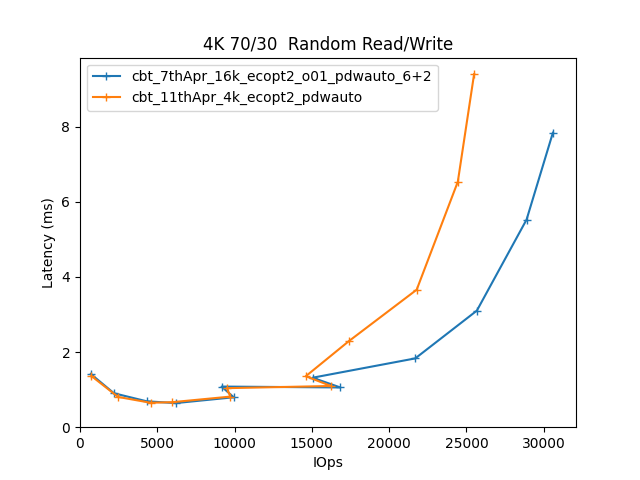 4K 70/30  Random Read/Write
cbt_7thApr_16k_ecopt2_o01_pdwauto_6+2
cbt_11thApr_4k_ecopt2_pdwauto
Latency (ms)
8
6
4
2
0
0 5000 10000 15000 20000 25000 30000
IOps